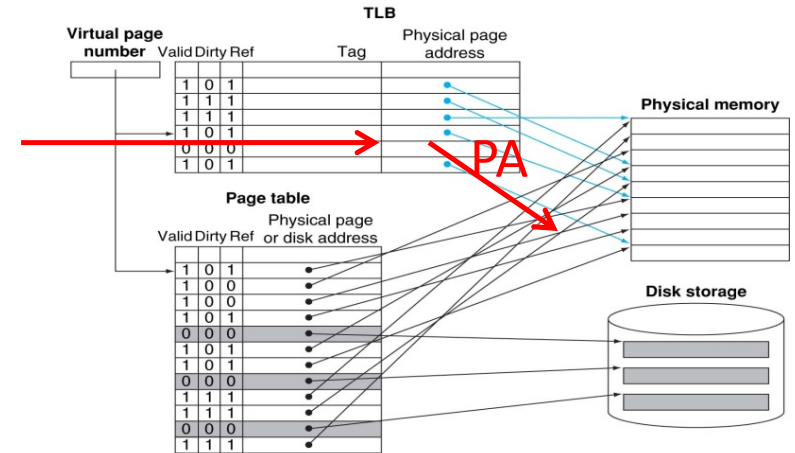 TLB
Virtual page
number
Physical page
address
Valid Dirty Ref Tag
1 0 1
1 1 1
1 1 1
1 0 1
0 0 0
1 0 1
PA
Physical memory
Page table
Physical page
or disk address
Valid Dirty Ref
1 0 1
1 0 0
1 0 0
1 0 1
0 0 0
1 0 1
1 0 1
0 0 0
1 1 1
1 1 1
0 0 0
1 1 1
Disk storage